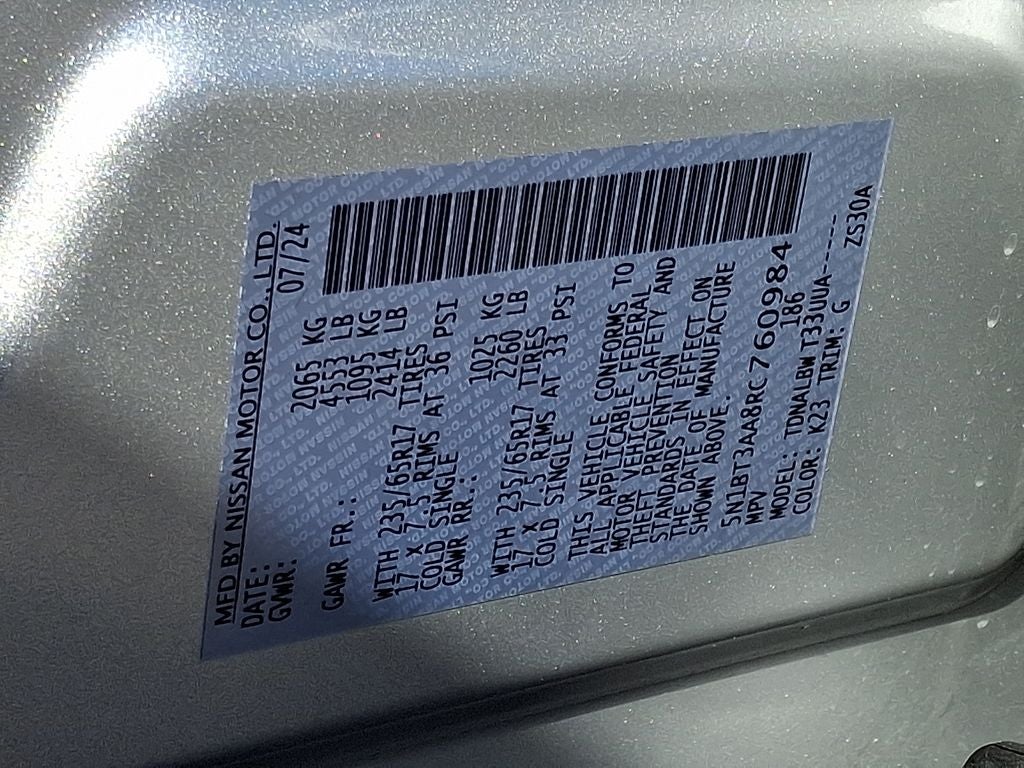 MFD BY NISSAN MOTOR CO.,LTD.
DATE: 07/24
GVWR: 2065 KG
4553 LB
GAWR FR.: 1095 KG
2414 LB
WITH 235/65R17 TIRES
17 X 7.5 RIMS AT 36 PSI
COLD SINGLE
GAWR RR.: 1025 KG
2260 LB
WITH 235/65R17 TIRES
17 X 7.5 RIMS AT 33 PSI
COLD SINGLE
THIS VEHICLE CONFORMS TO
ALL APPLICABLE FEDERAL
MOTOR VEHICLE SAFETY AND
THEFT PREVENTION
STANDARDS IN EFFECT ON
THE DATE OF MANUFACTURE
SHOWN ABOVE.
5N1BT3AA8RC760984
MPV 186
MODEL: TDNALBW T33UUA-----
COLOR: K23 TRIM: G ZS30A